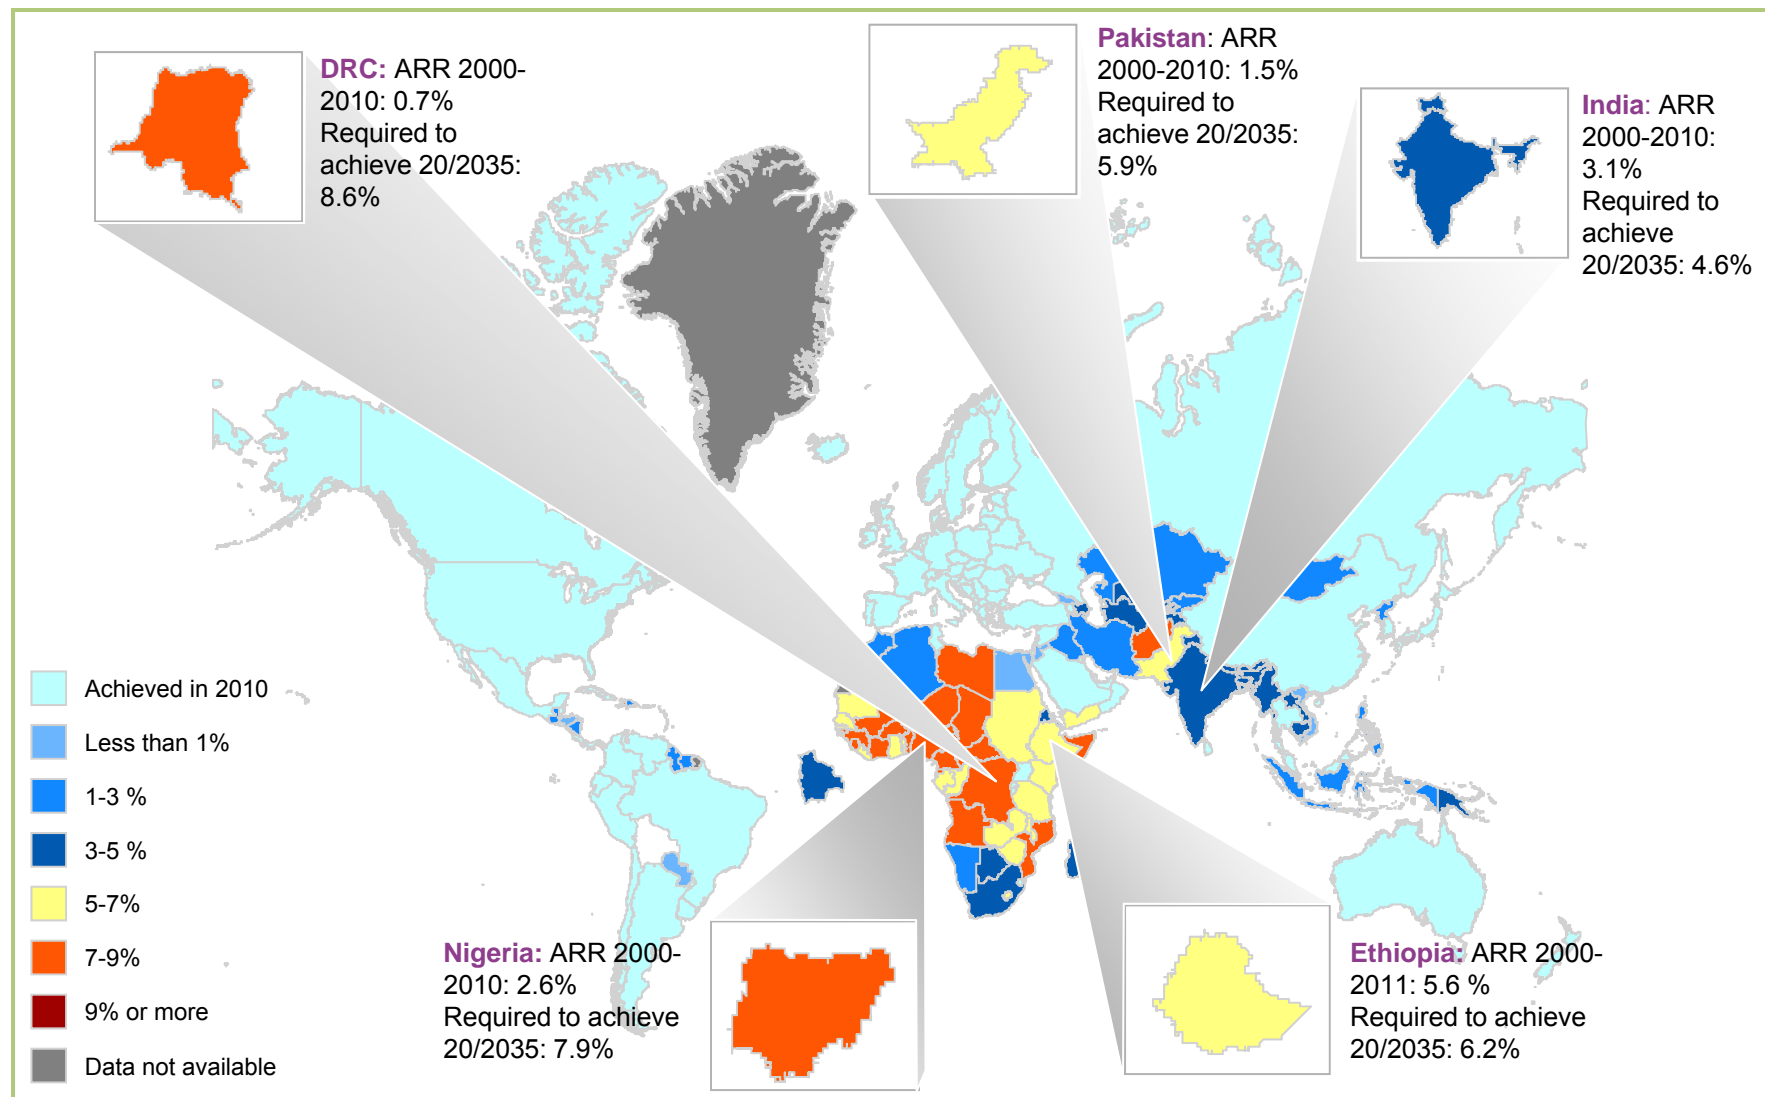 DRC: ARR 2000-
2010: 0.7%
Required to
achieve 20/2035:
8.6%
Pakistan: ARR
2000-2010: 1.5%
Required to
achieve 20/2035:
5.9%
India: ARR
2000-2010:
3.1%
Required to
achieve
20/2035: 4.6%
Achieved in 2010
Less than 1%
1-3 %
3-5 %
5-7%
7-9%
9% or more
Data not available
Nigeria: ARR 2000-
2010: 2.6%
Required to achieve
20/2035: 7.9%
Ethiopia: ARR 2000-
2011: 5.6 %
Required to achieve
20/2035: 6.2%